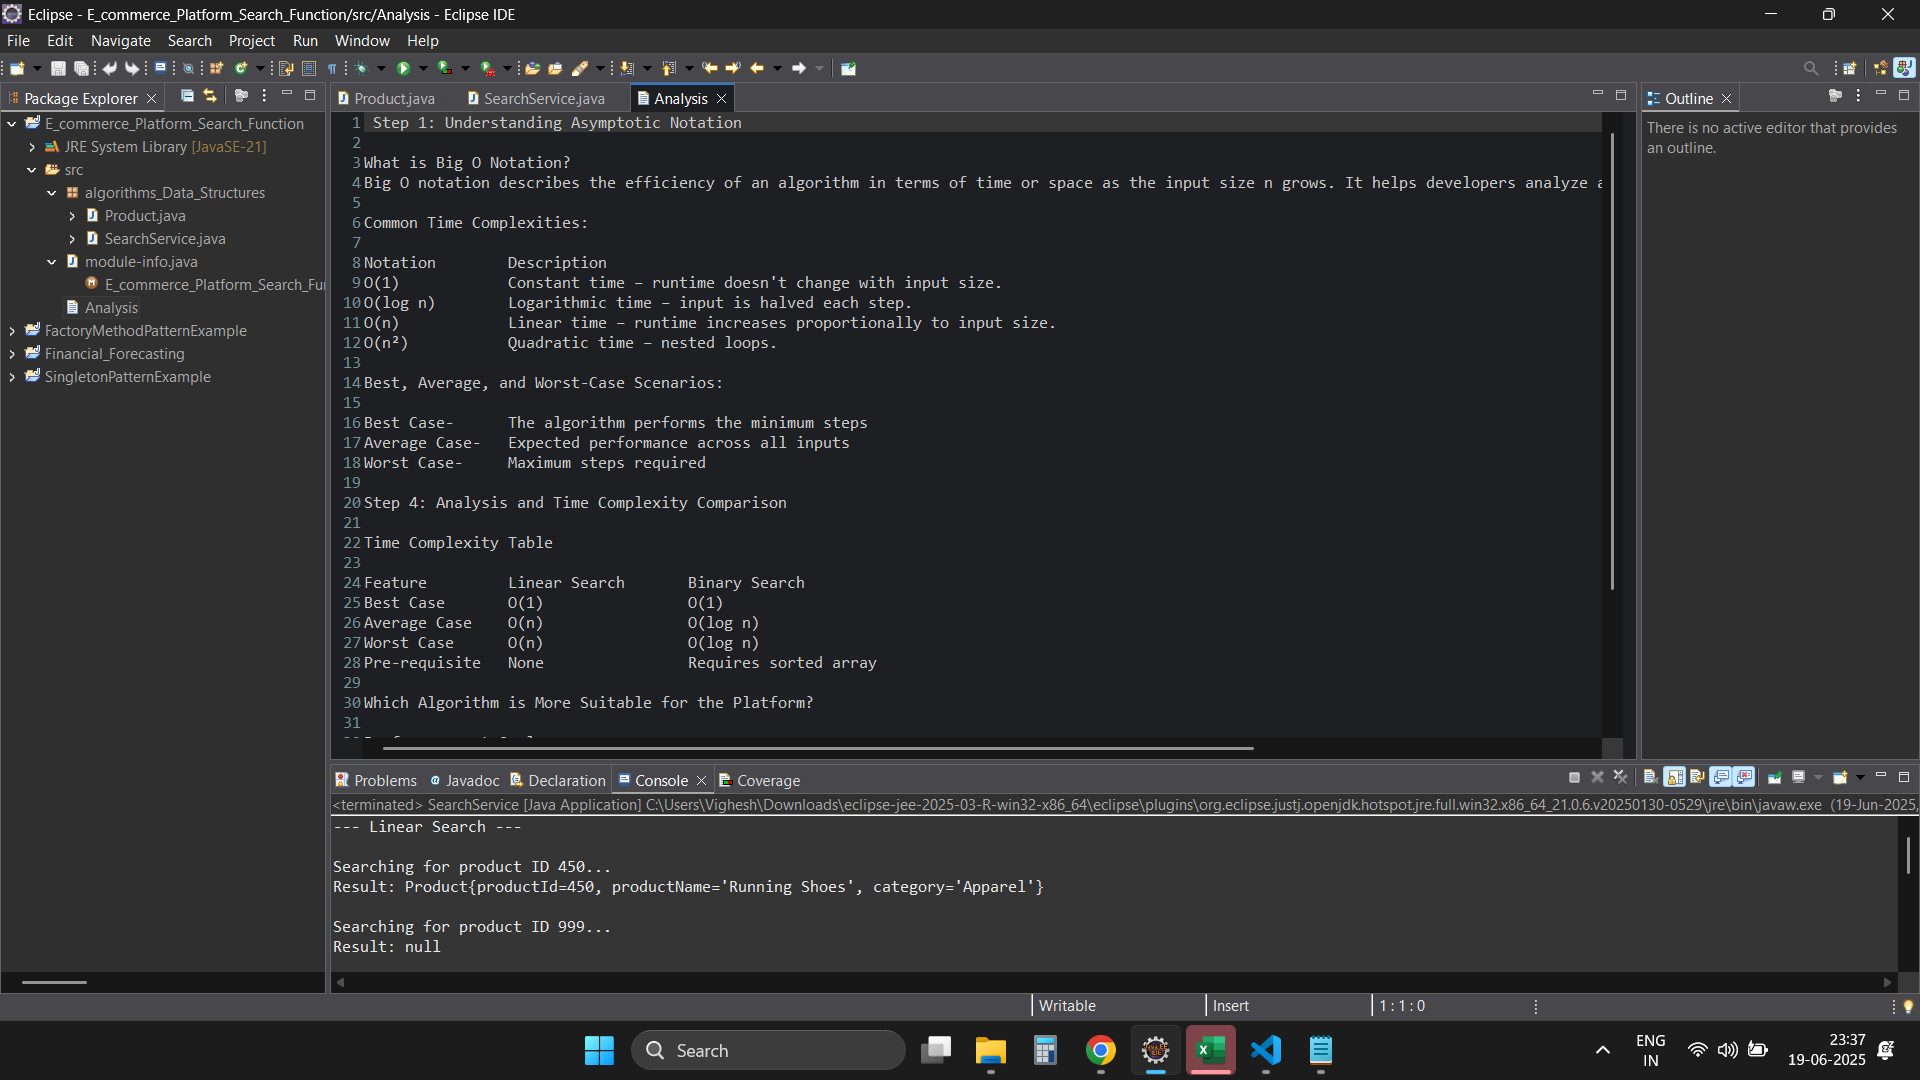 Eclipse - E_commerce_Platform_Search_Function/src/Analysis - Eclipse IDE
File Edit Navigate Search Project Run Window Help
Package Explorer
E_commerce_Platform_Search_Function
JRE System Library [JavaSE-21]
src
algorithms_Data_Structures
Product.java
SearchService.java
module-info.java
E_commerce_Platform_Search_Fu
Analysis
FactoryMethodPatternExample
Financial_Forecasting
SingletonPatternExample
Product.java SearchService.java Analysis
1 Step 1: Understanding Asymptotic Notation
2
3 What is Big O Notation?
4 Big O notation describes the efficiency of an algorithm in terms of time or space as the input size n grows. It helps developers analyze a
5
6 Common Time Complexities:
7
8 Notation Description
9 O(1) Constant time – runtime doesn't change with input size.
10 O(log n) Logarithmic time – input is halved each step.
11 O(n) Linear time – runtime increases proportionally to input size.
12 O(n²) Quadratic time – nested loops.
13
14 Best, Average, and Worst-Case Scenarios:
15
16 Best Case- The algorithm performs the minimum steps
17 Average Case- Expected performance across all inputs
18 Worst Case- Maximum steps required
19
20 Step 4: Analysis and Time Complexity Comparison
21
22 Time Complexity Table
23
24 Feature Linear Search Binary Search
25 Best Case O(1) O(1)
26 Average Case O(n) O(log n)
27 Worst Case O(n) O(log n)
28 Pre-requisite None Requires sorted array
29
30 Which Algorithm is More Suitable for the Platform?
31
Outline
There is no active editor that provides
an outline.
Problems Javadoc Declaration Console Coverage
<terminated> SearchService [Java Application] C:\Users\Vighesh\Downloads\eclipse-jee-2025-03-R-win32-x86_64\eclipse\plugins\org.eclipse.justj.openjdk.hotspot.jre.full.win32.x86_64_21.0.6.v20250130-0529\jre\bin\javaw.exe (19-Jun-2025,
--- Linear Search ---
Searching for product ID 450...
Result: Product{productId=450, productName='Running Shoes', category='Apparel'}
Searching for product ID 999...
Result: null
Writable Insert 1 : 1 : 0
Search
ENG
IN
23:37
19-06-2025